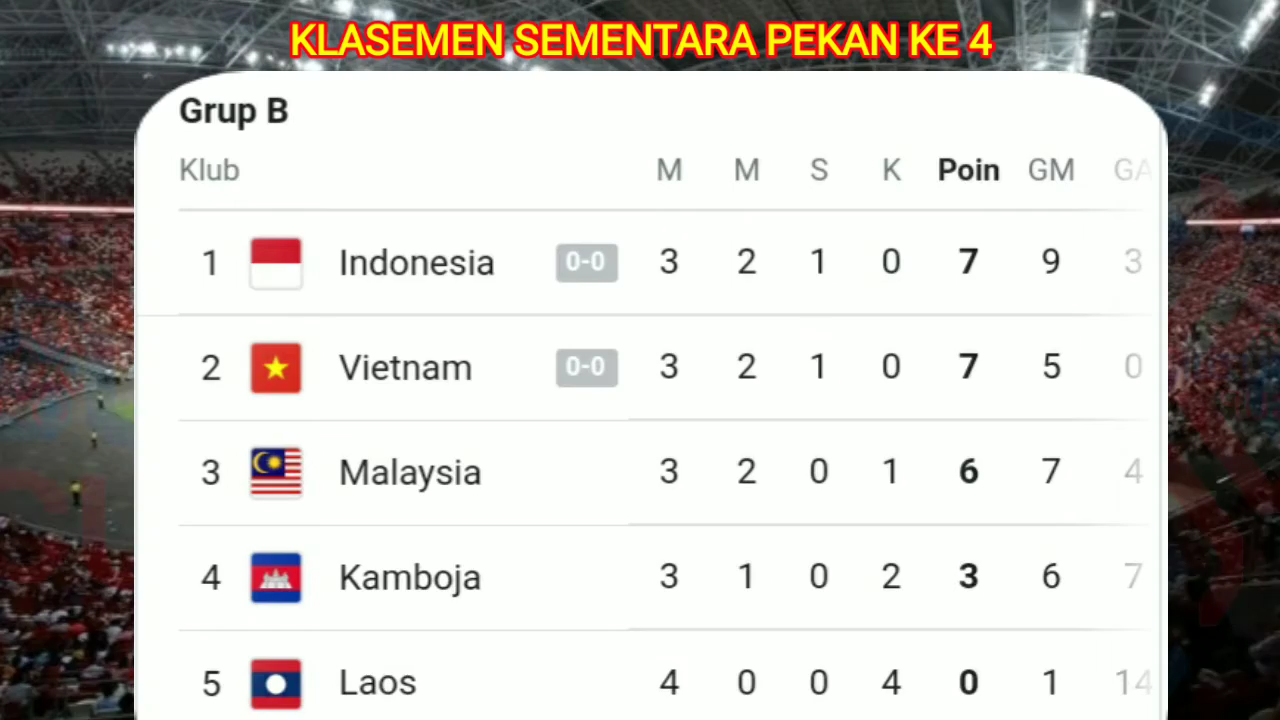 KLASEMEN SEMENTARA PEKAN KE 4
Grup B
Klub M M S K Poin GM GA
1 Indonesia 0-0 3 2 1 0 7 9 3
2 Vietnam 0-0 3 2 1 0 7 5 0
3 Malaysia 3 2 0 1 6 7 4
4 Kamboja 3 1 0 2 3 6 7
5 Laos 4 0 0 4 0 1 14